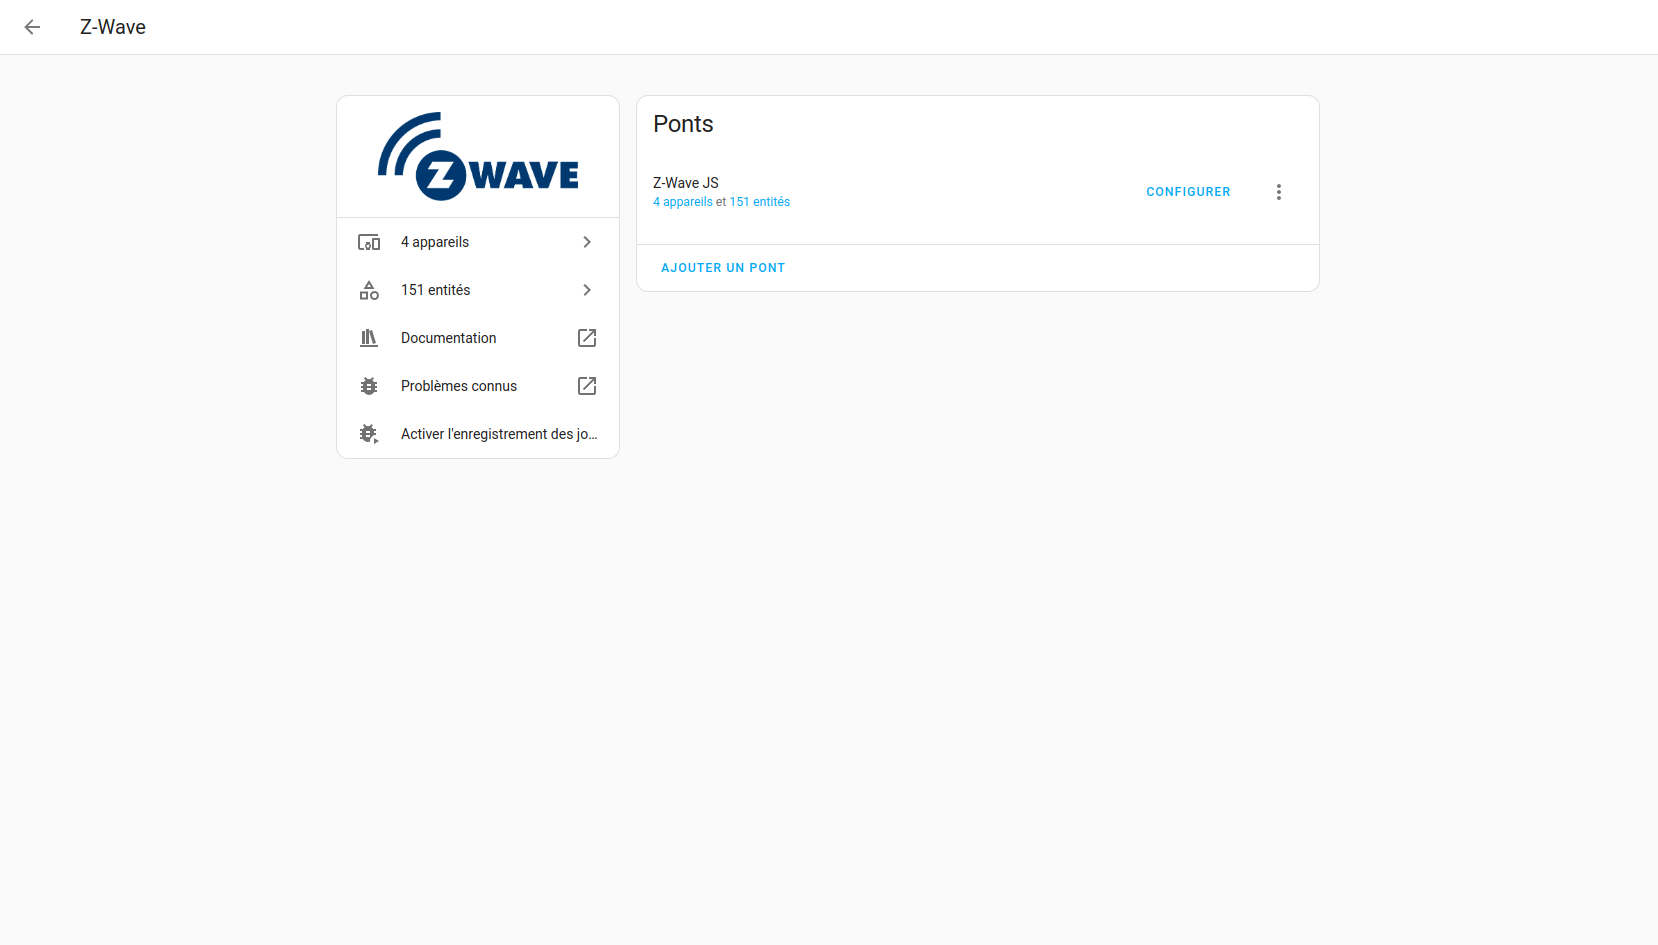 Z-Wave
Z WAVE
4 appareils
151 entités
Documentation
Problèmes connus
Activer l'enregistrement des jo...
Ponts
Z-Wave JS
4 appareils et 151 entités
CONFIGURER
AJOUTER UN PONT